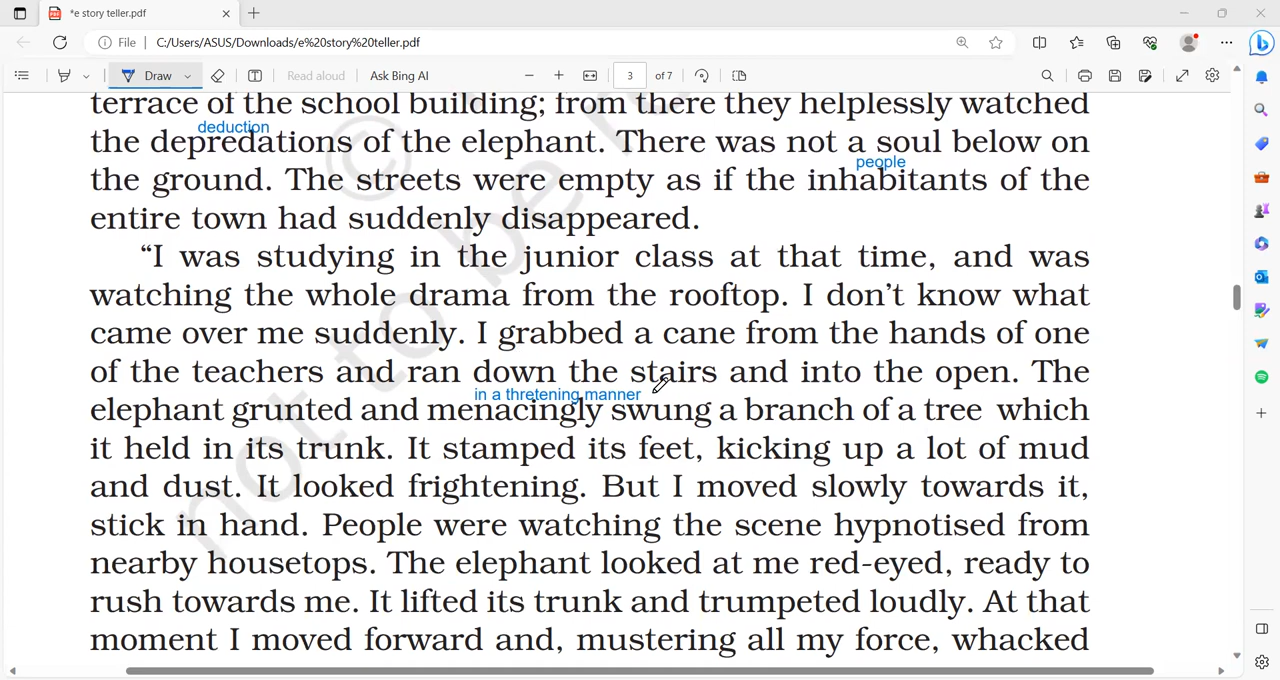 *e story teller.pdf
File
C:/Users/ASUS/Downloads/e%20story%20teller.pdf
Draw
Read aloud
Ask Bing AI
3
of 7
terrace of the school building; from there they helplessly watched
deduction
the depredations of the elephant. There was not a soul below on
people
the ground. The streets were empty as if the inhabitants of the
entire town had suddenly disappeared.
“I was studying in the junior class at that time, and was
watching the whole drama from the rooftop. I don’t know what
came over me suddenly. I grabbed a cane from the hands of one
of the teachers and ran down the stairs and into the open. The
in a thretening manner
elephant grunted and menacingly swung a branch of a tree which
it held in its trunk. It stamped its feet, kicking up a lot of mud
and dust. It looked frightening. But I moved slowly towards it,
stick in hand. People were watching the scene hypnotised from
nearby housetops. The elephant looked at me red-eyed, ready to
rush towards me. It lifted its trunk and trumpeted loudly. At that
moment I moved forward and, mustering all my force, whacked
©
not to be re